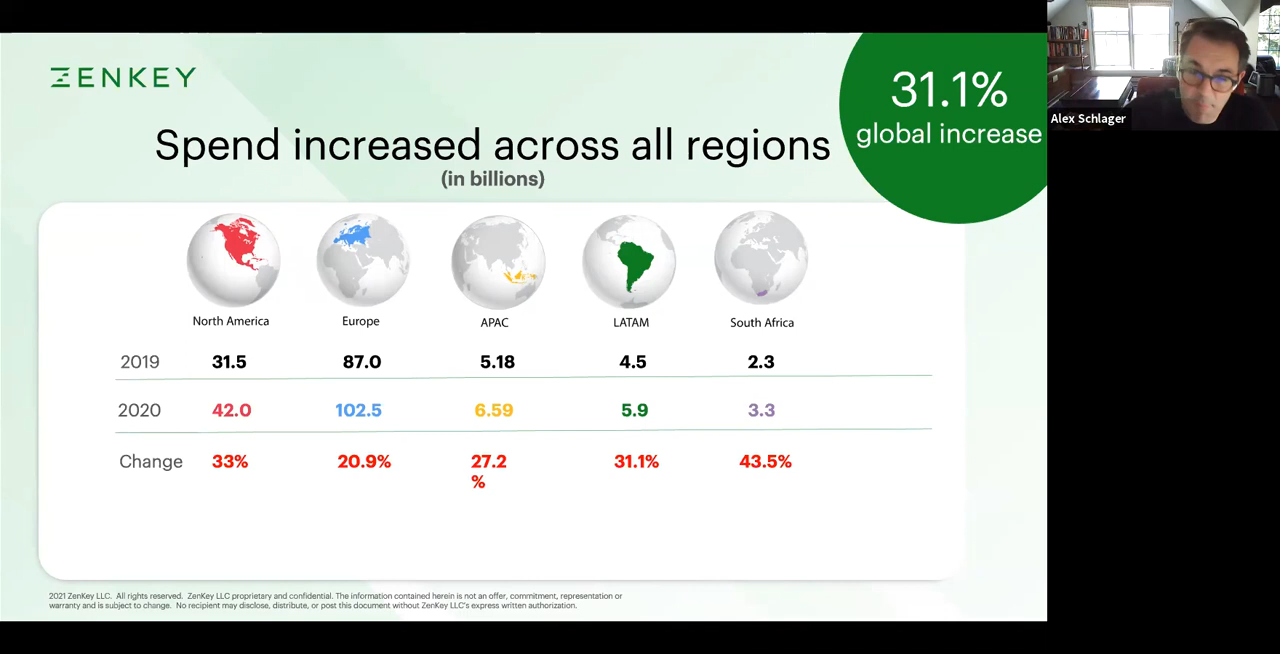 ZENKEY
31.1%
global increase
Alex Schlager
Spend increased across all regions
(in billions)
North America Europe APAC LATAM South Africa
2019 31.5 87.0 5.18 4.5 2.3
2020 42.0 102.5 6.59 5.9 3.3
Change 33% 20.9% 27.2 31.1% 43.5%
%
2021 ZenKey LLC. All rights reserved. ZenKey LLC proprietary and confidential. The information contained herein is not an offer, commitment, representation or
warranty and is subject to change. No recipient may disclose, distribute, or post this document without ZenKey LLC's express written authorization.